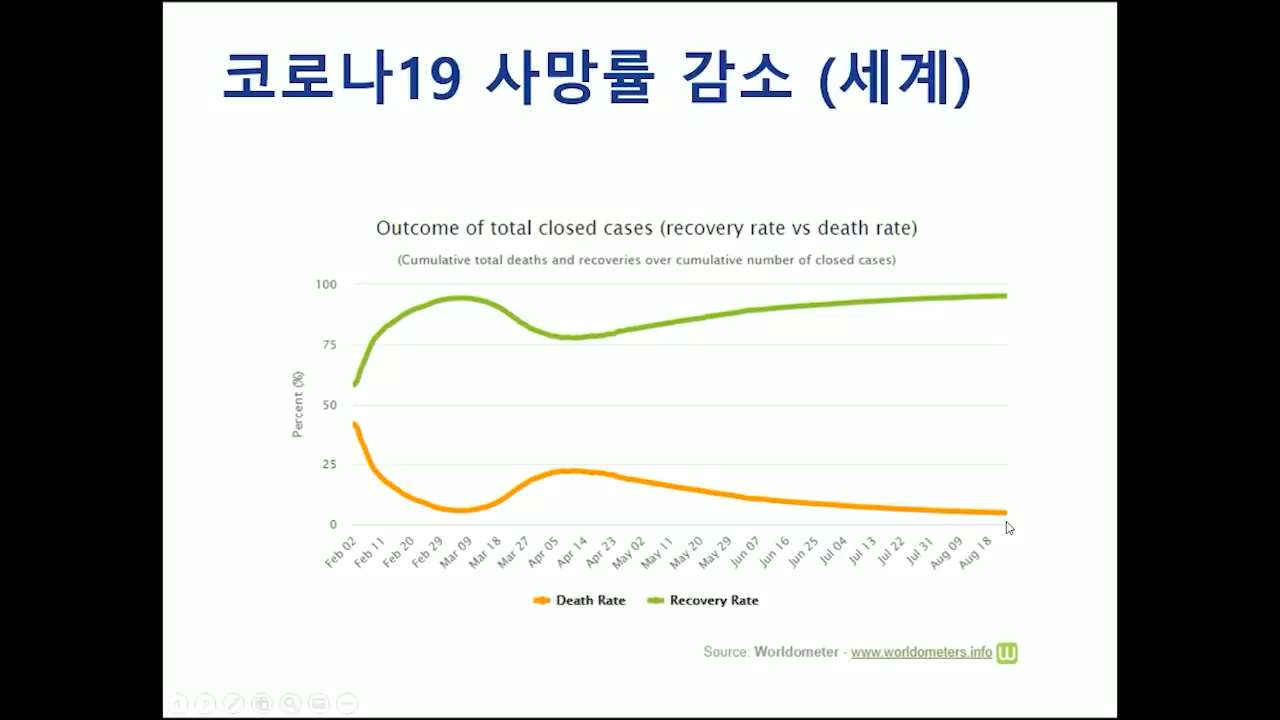 코로나19 사망률 감소 (세계)
Outcome of total closed cases (recovery rate vs death rate)
(Cumulative total deaths and recoveries over cumulative number of closed cases)
100
75
50
25
0
Percent (%)
Feb 02
Feb 11
Feb 20
Feb 29
Mar 09
Mar 18
Mar 27
Apr 05
Apr 14
Apr 23
May 02
May 11
May 20
May 29
Jun 07
Jun 16
Jun 25
Jul 04
Jul 13
Jul 22
Jul 31
Aug 09
Aug 18
Death Rate
Recovery Rate
Source: Worldometer - www.worldometers.info
W